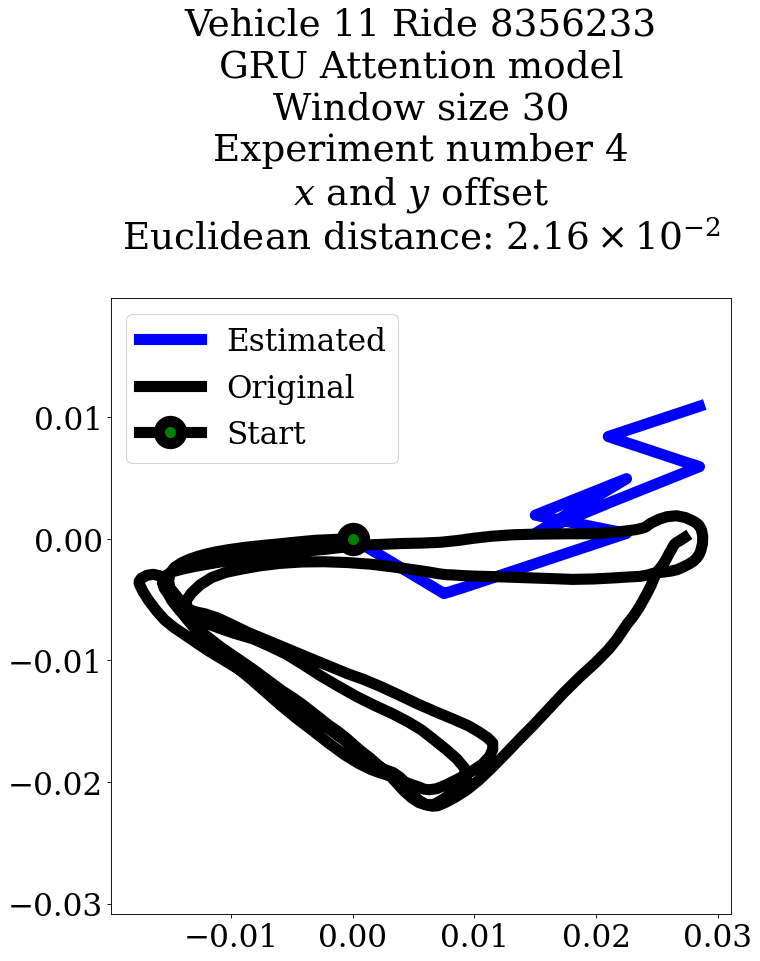 Vehicle 11 Ride 8356233
GRU Attention model
Window size 30
Experiment number 4
x and y offset
Euclidean distance: 2.16 × 10⁻²
Estimated
Original
Start
0.01
0.00
−0.01
−0.02
−0.03
−0.01 0.00 0.01 0.02 0.03